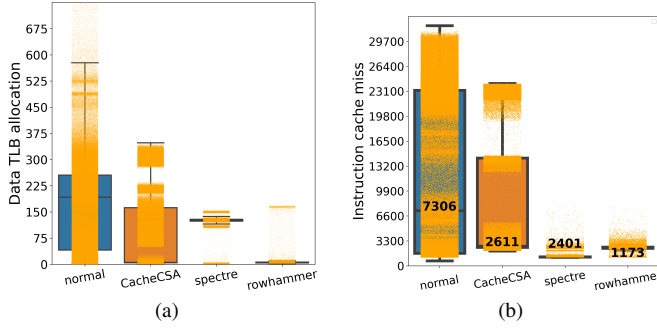 Data TLB allocation
675
600
525
450
375
300
225
150
75
0
normal
CacheCSA
spectre
rowhammer
(a)
Instruction cache miss
29700
26400
23100
19800
16500
13200
9900
6600
3300
0
7306
2611
2401
1173
normal
CacheCSA
spectre
rowhammer
(b)